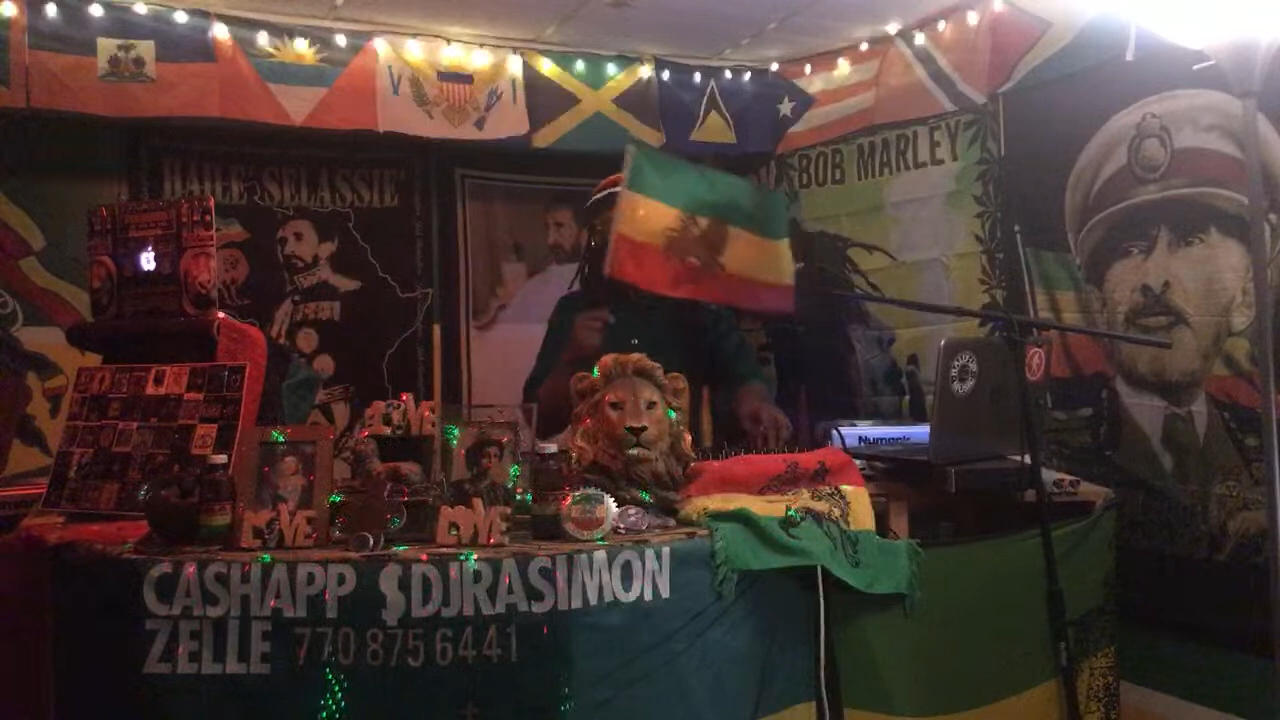 V I
HAILE SELASSIE
BOB MARLEY
Numark
LOVE
LOVE
LOVE
CASHAPP $DJRASIMON
ZELLE 770 875 6441